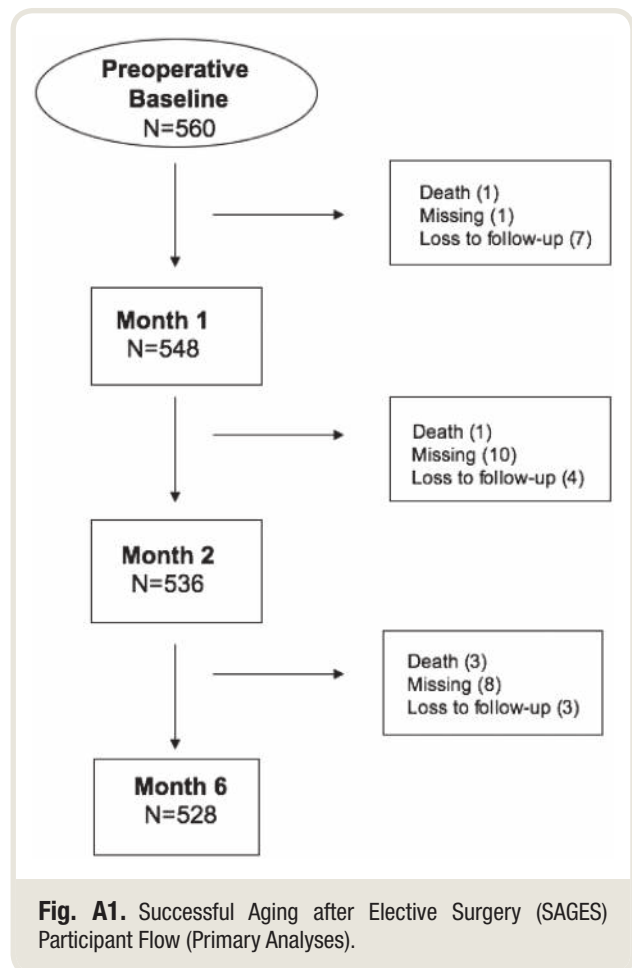 Preoperative
Baseline
N=560
Death (1)
Missing (1)
Loss to follow-up (7)
Month 1
N=548
Death (1)
Missing (10)
Loss to follow-up (4)
Month 2
N=536
Death (3)
Missing (8)
Loss to follow-up (3)
Month 6
N=528
Fig. A1. Successful Aging after Elective Surgery (SAGES)
Participant Flow (Primary Analyses).